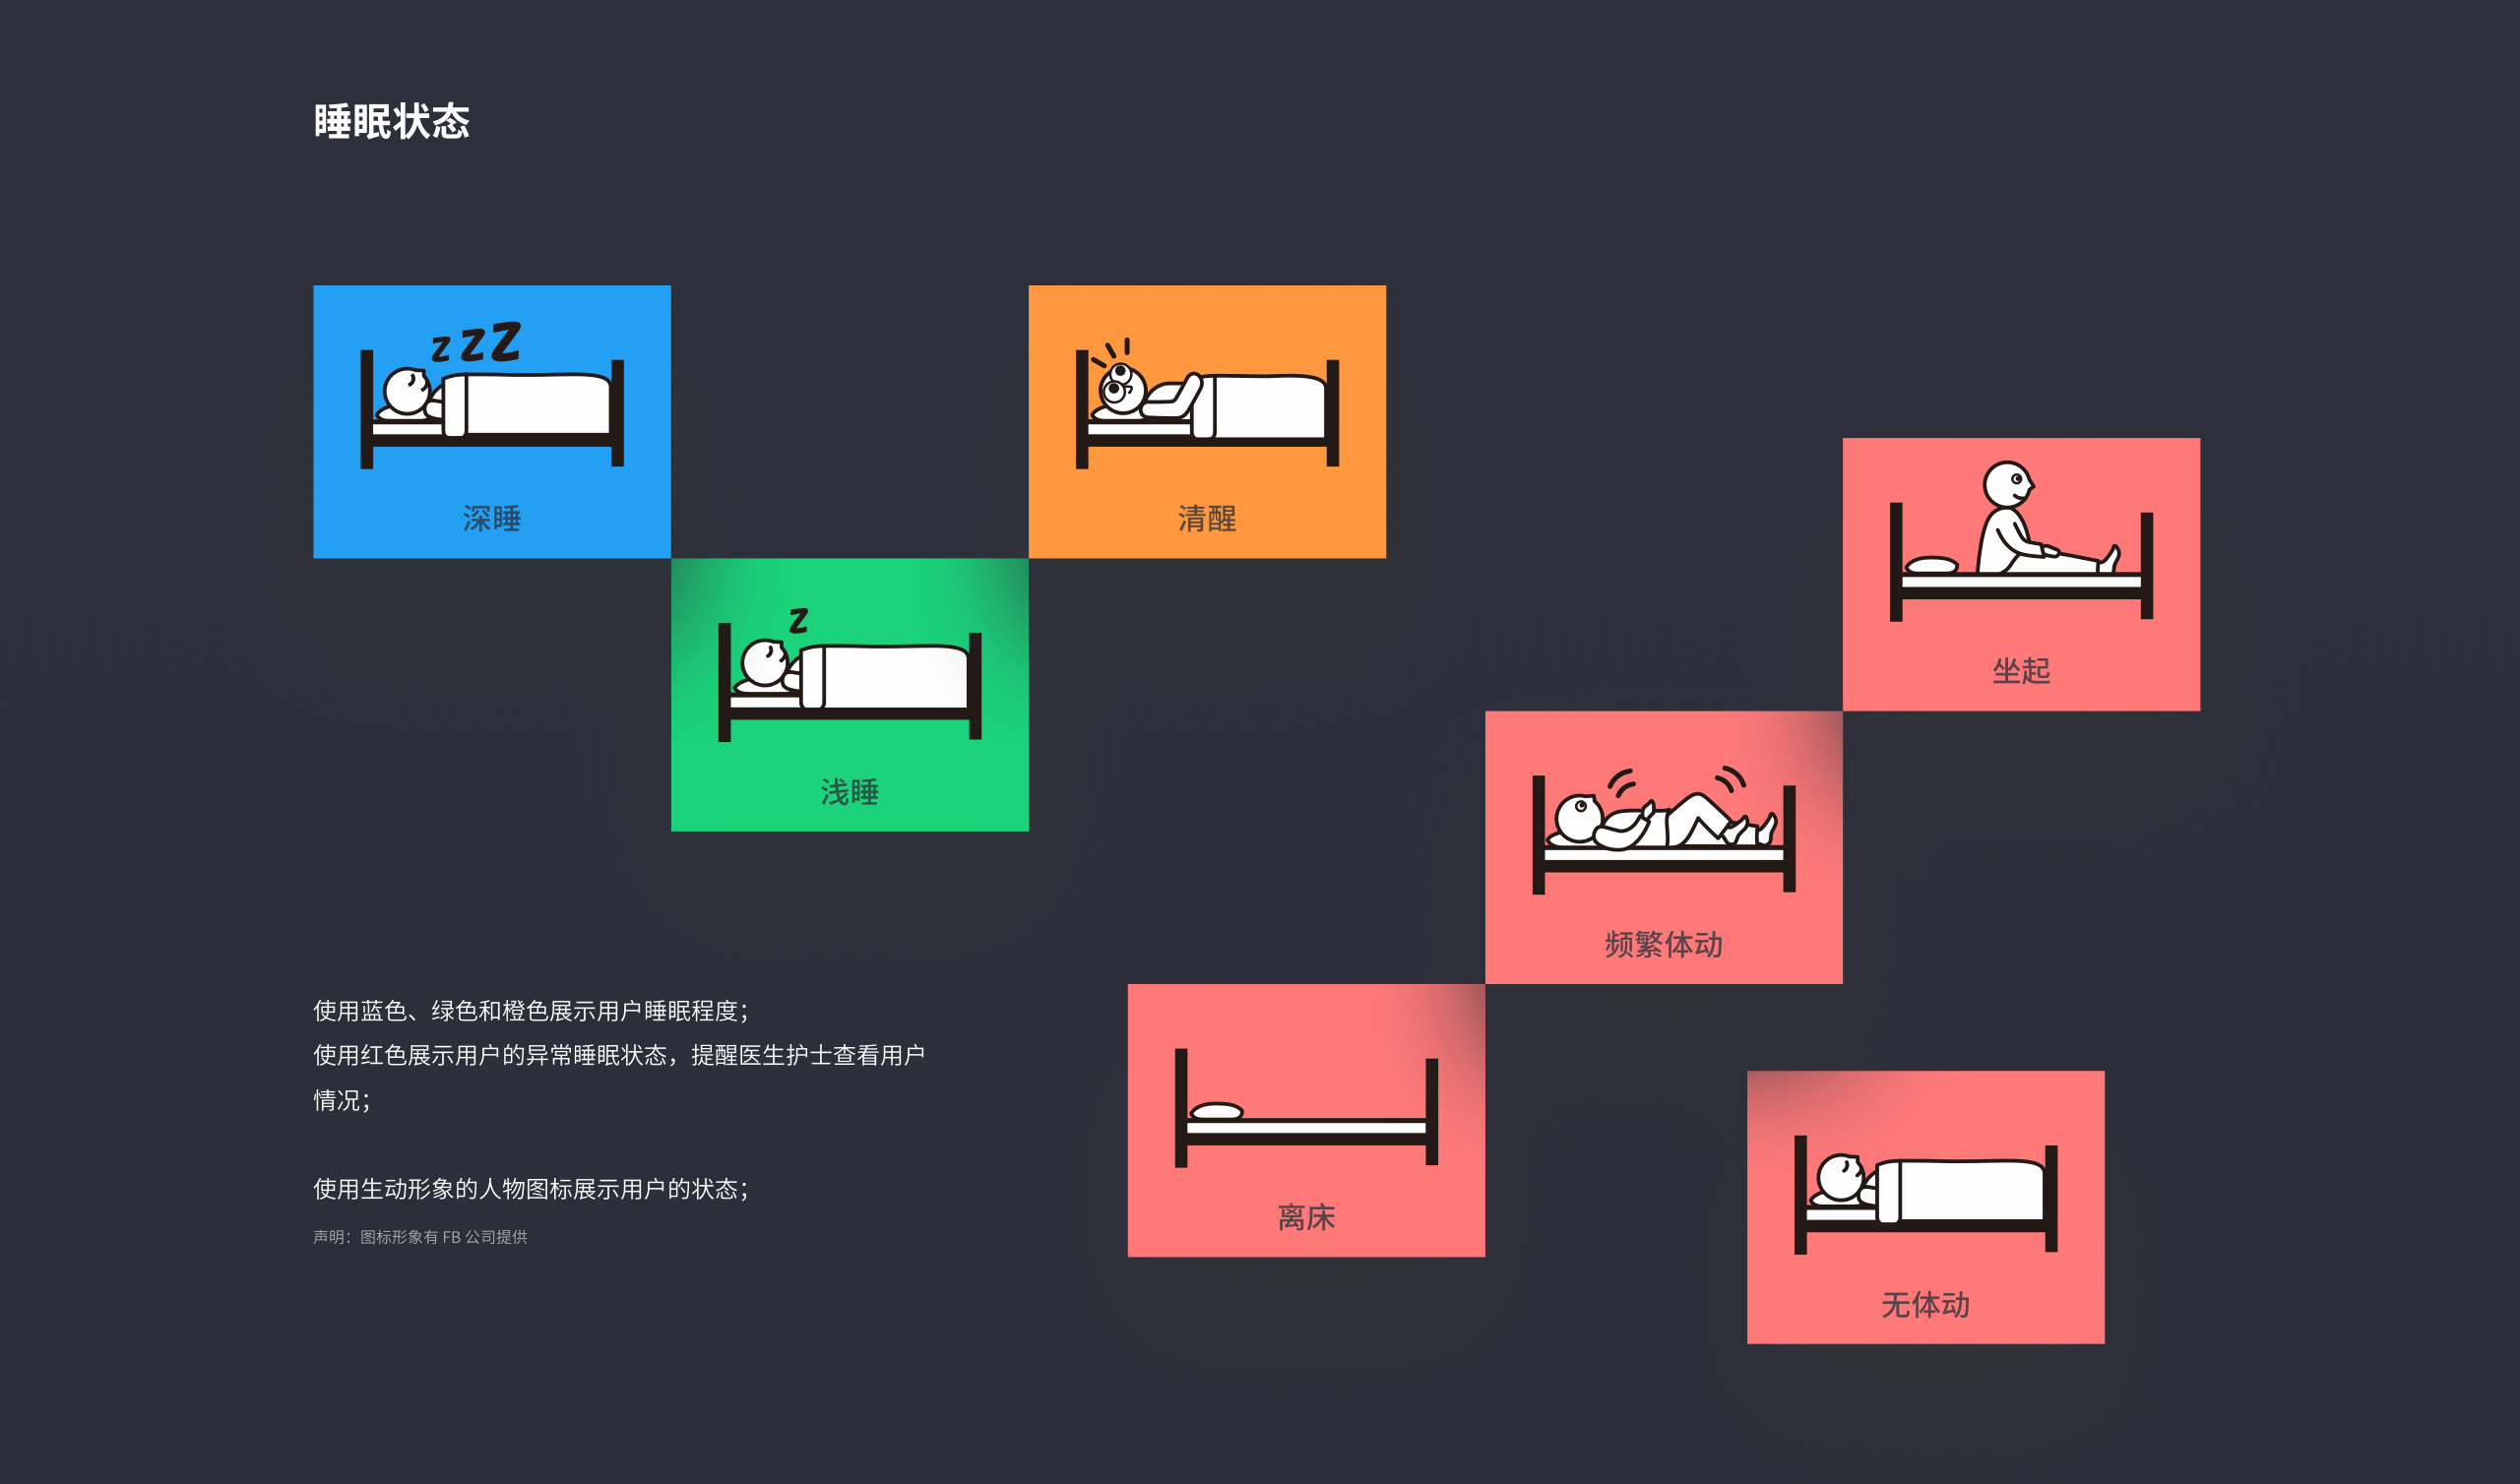 睡眠状态
zzZ
深睡
清醒
z
浅睡
坐起
频繁体动
离床
无体动
使用蓝色、绿色和橙色展示用户睡眠程度；
使用红色展示用户的异常睡眠状态，提醒医生护士查看用户
情况；
使用生动形象的人物图标展示用户的状态；
声明：图标形象有 FB 公司提供